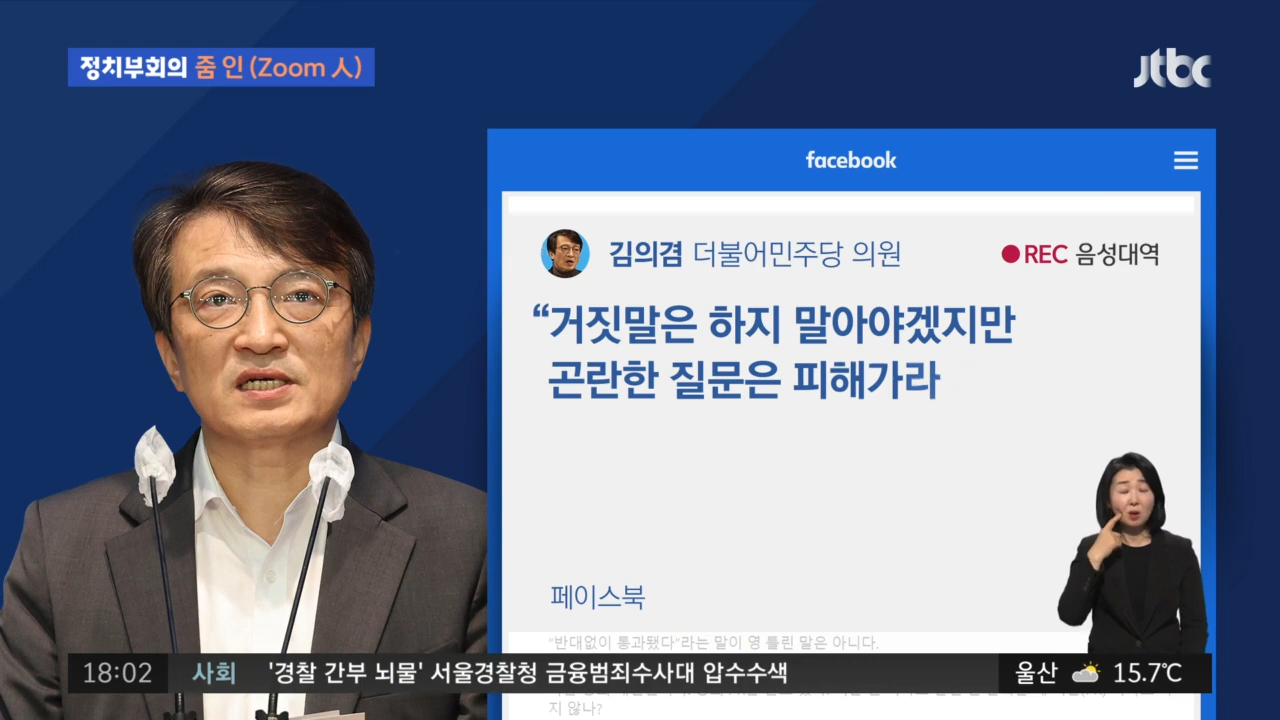 정치부회의 줌 인 (Zoom 人)
jtbc
facebook
김의겸 더불어민주당 의원
REC 음성대역
“거짓말은 하지 말아야겠지만
곤란한 질문은 피해가라
페이스북
"반대없이 통과됐다"라는 말이 영 틀린 말은 아니다.
18:02 사회 '경찰 간부 뇌물' 서울경찰청 금융범죄수사대 압수수색 울산 15.7℃
지 않나?